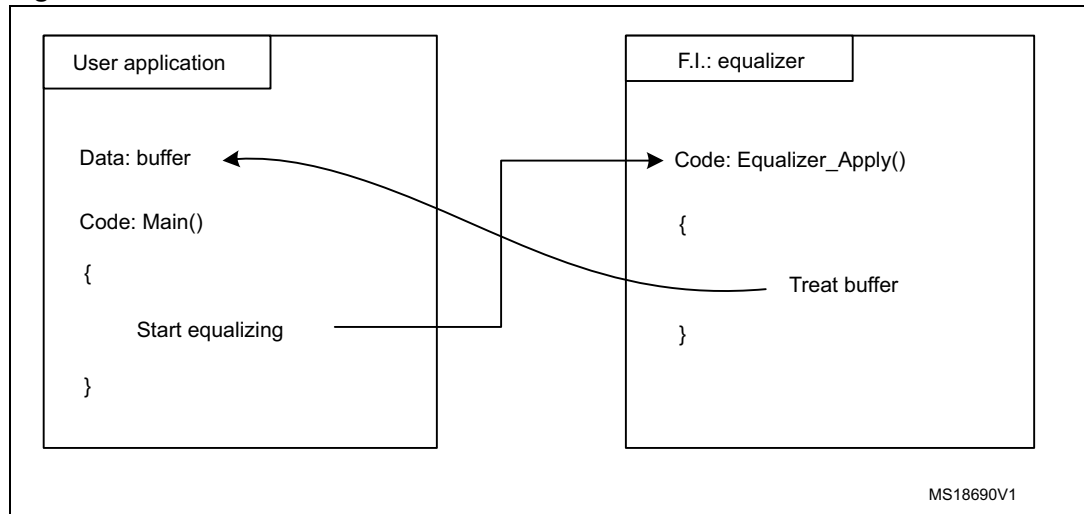 User application
Data: buffer
Code: Main()
{
Start equalizing
}
F.I.: equalizer
Code: Equalizer_Apply()
{
Treat buffer
}
MS18690V1